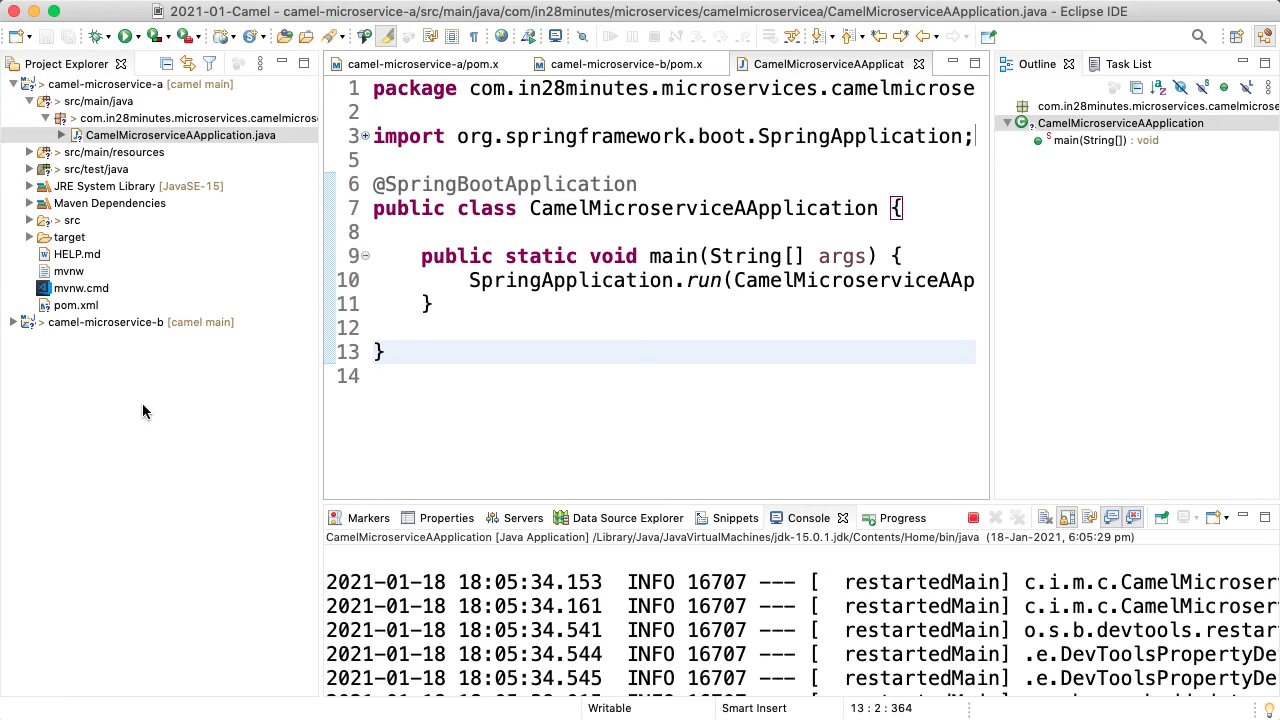 2021-01-Camel - camel-microservice-a/src/main/java/com/in28minutes/microservices/camelmicroservicea/CamelMicroserviceAApplication.java - Eclipse IDE
Project Explorer
camel-microservice-a [camel main]
> src/main/java
> com.in28minutes.microservices.camelmicros
CamelMicroserviceAApplication.java
> src/main/resources
> src/test/java
JRE System Library [JavaSE-15]
Maven Dependencies
> src
target
HELP.md
mvnw
mvnw.cmd
pom.xml
> camel-microservice-b [camel main]
camel-microservice-a/pom.x
camel-microservice-b/pom.x
CamelMicroserviceAApplicat
1 package com.in28minutes.microservices.camelmicrose
2
3 import org.springframework.boot.SpringApplication;
5
6 @SpringBootApplication
7 public class CamelMicroserviceAApplication {
8
9 public static void main(String[] args) {
10 SpringApplication.run(CamelMicroserviceAAp
11 }
12
13 }
14
Outline
Task List
com.in28minutes.microservices.camelmicros
CamelMicroserviceAApplication
main(String[]) : void
Markers
Properties
Servers
Data Source Explorer
Snippets
Console
Progress
CamelMicroserviceAApplication [Java Application] /Library/Java/JavaVirtualMachines/jdk-15.0.1.jdk/Contents/Home/bin/java (18-Jan-2021, 6:05:29 pm)
2021-01-18 18:05:34.153 INFO 16707 --- [ restartedMain] c.i.m.c.CamelMicroser
2021-01-18 18:05:34.161 INFO 16707 --- [ restartedMain] c.i.m.c.CamelMicroser
2021-01-18 18:05:34.541 INFO 16707 --- [ restartedMain] o.s.b.devtools.restar
2021-01-18 18:05:34.544 INFO 16707 --- [ restartedMain] .e.DevToolsPropertyDe
2021-01-18 18:05:34.545 INFO 16707 --- [ restartedMain] .e.DevToolsPropertyDe
Writable
Smart Insert
13 : 2 : 364